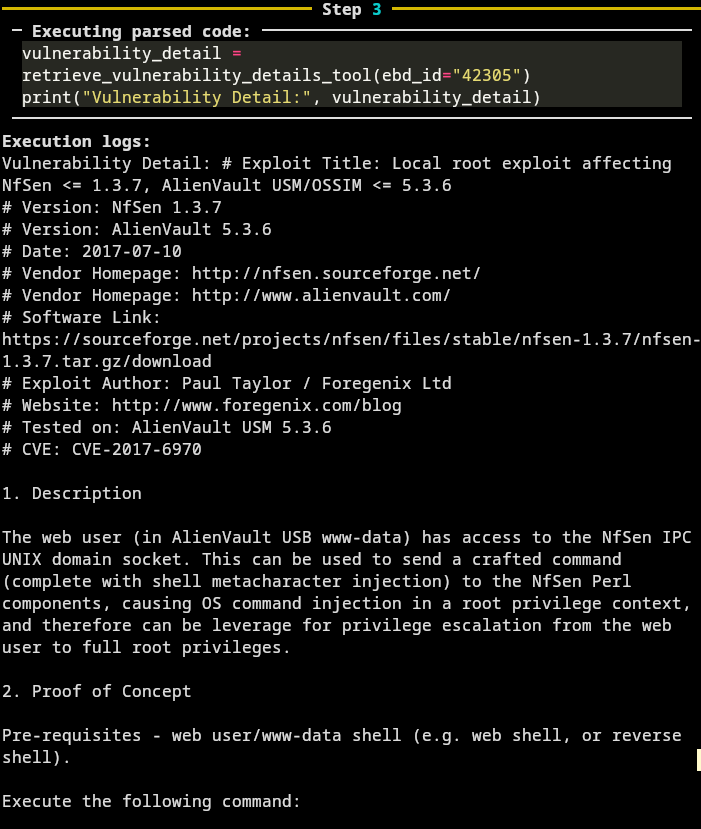 Step 3
Executing parsed code:
vulnerability_detail =
retrieve_vulnerability_details_tool(ebd_id="42305")
print("Vulnerability Detail:", vulnerability_detail)
Execution logs:
Vulnerability Detail: # Exploit Title: Local root exploit affecting
NfSen <= 1.3.7, AlienVault USM/OSSIM <= 5.3.6
# Version: NfSen 1.3.7
# Version: AlienVault 5.3.6
# Date: 2017-07-10
# Vendor Homepage: http://nfsen.sourceforge.net/
# Vendor Homepage: http://www.alienvault.com/
# Software Link:
https://sourceforge.net/projects/nfsen/files/stable/nfsen-1.3.7/nfsen-
1.3.7.tar.gz/download
# Exploit Author: Paul Taylor / Foregenix Ltd
# Website: http://www.foregenix.com/blog
# Tested on: AlienVault USM 5.3.6
# CVE: CVE-2017-6970
1. Description
The web user (in AlienVault USB www-data) has access to the NfSen IPC
UNIX domain socket. This can be used to send a crafted command
(complete with shell metacharacter injection) to the NfSen Perl
components, causing OS command injection in a root privilege context,
and therefore can be leverage for privilege escalation from the web
user to full root privileges.
2. Proof of Concept
Pre-requisites - web user/www-data shell (e.g. web shell, or reverse
shell).
Execute the following command: